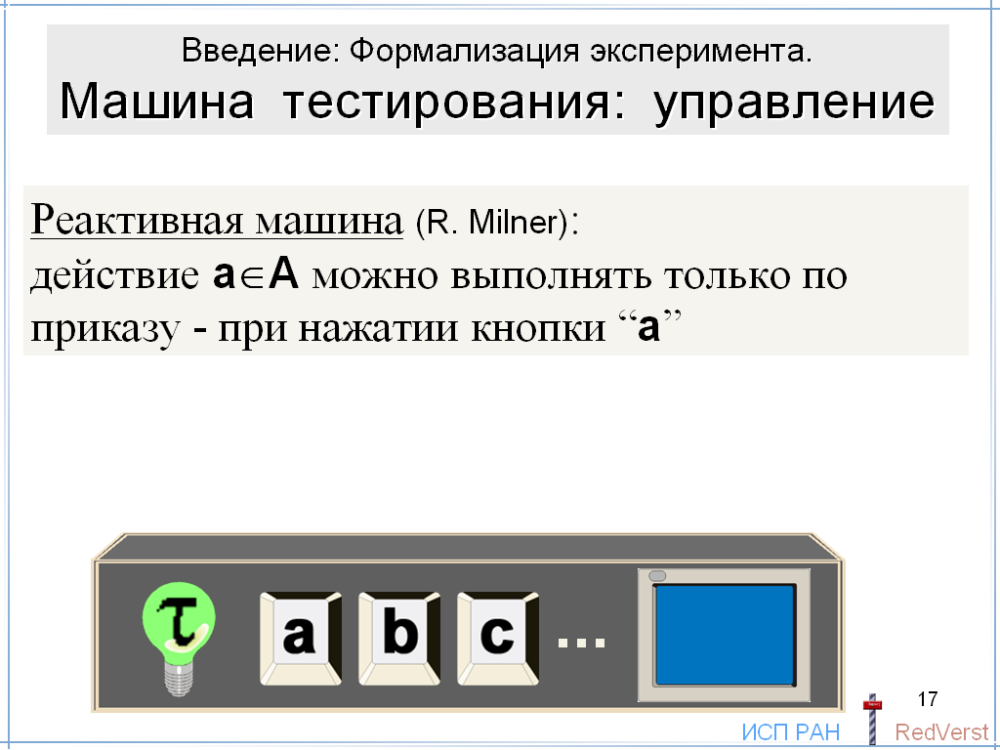 Введение: Формализация эксперимента.
Машина тестирования: управление
Реактивная машина (R. Milner):
действие a∈A можно выполнять только по
приказу - при нажатии кнопки “a”
τ a b c ...
17
ИСП РАН RedVerst